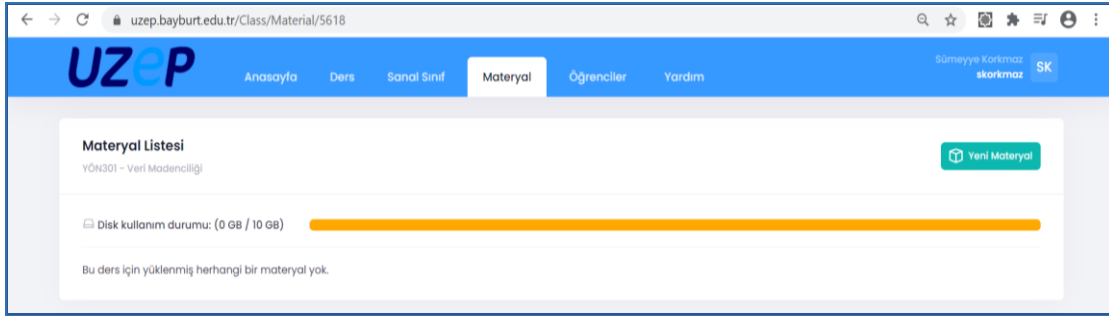 uzep.bayburt.edu.tr/Class/Material/5618
UZeP
Anasayfa Ders Sanal Sınıf Materyal Öğrenciler Yardım
Sümeyye Korkmaz
skorkmaz
SK
Materyal Listesi
YÖN301 - Veri Madenciliği
Yeni Materyal
Disk kullanım durumu: (0 GB / 10 GB)
Bu ders için yüklenmiş herhangi bir materyal yok.